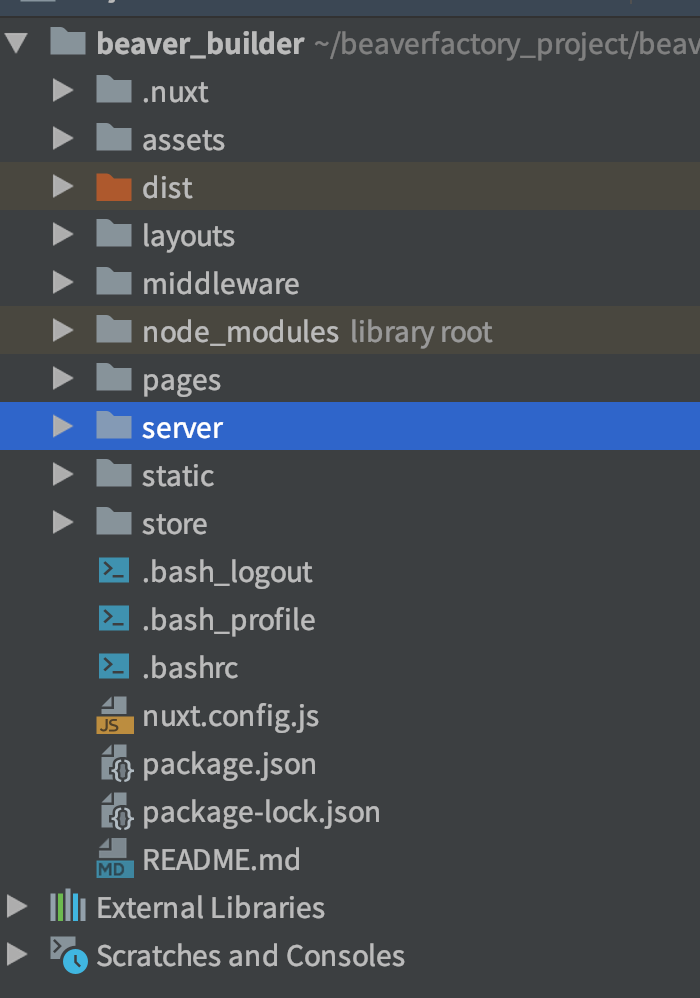 beaver_builder ~/beaverfactory_project/beav
.nuxt
assets
dist
layouts
middleware
node_modules library root
pages
server
static
store
.bash_logout
.bash_profile
.bashrc
JS nuxt.config.js
package.json
package-lock.json
MD README.md
External Libraries
Scratches and Consoles